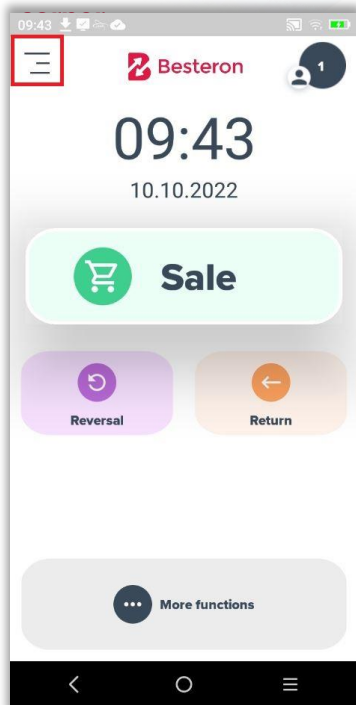 09:43
Besteron
1
09:43
10.10.2022
Sale
Reversal
Return
More functions